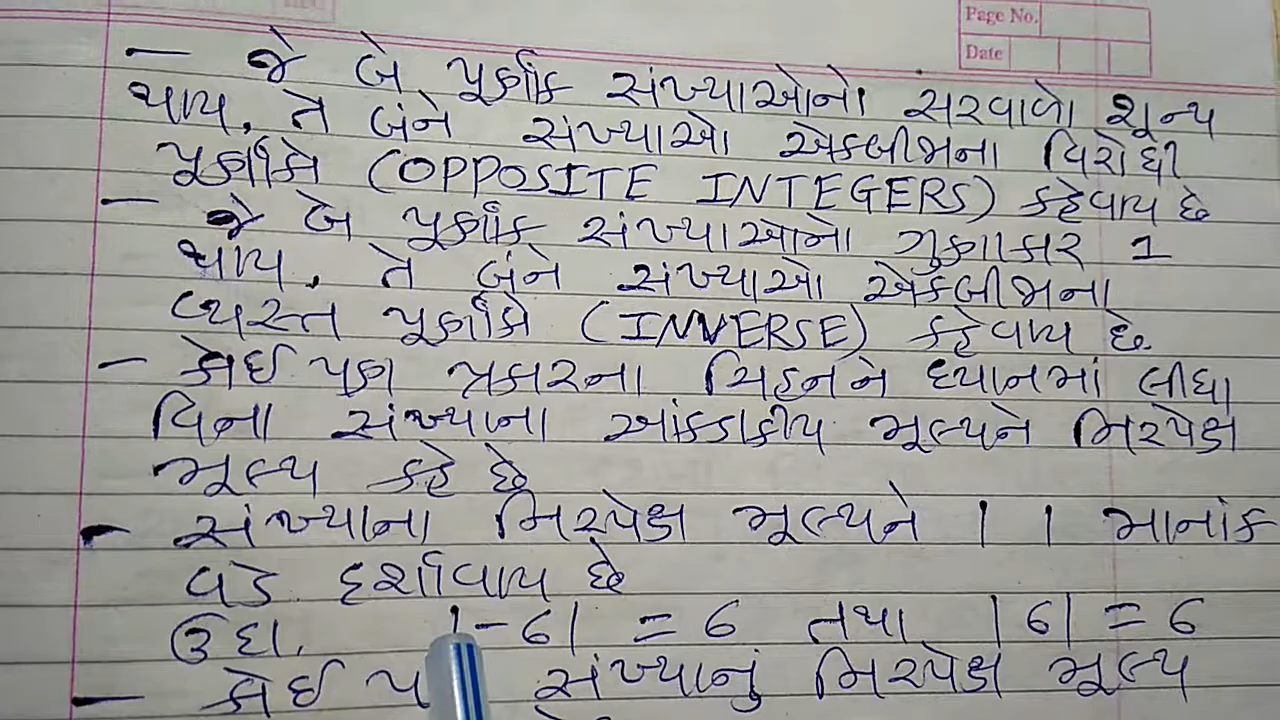 Page No.
Date
— જે બે પૂર્ણાંક સંખ્યાઓનો સરવાળો શૂન્ય
થાય, તે બંને સંખ્યાઓ એકબીજાના વિરોધી
પૂર્ણાંકો (OPPOSITE INTEGERS) કહેવાય છે
— જે બે પૂર્ણાંક સંખ્યાઓનો ગુણાકાર 1
થાય, તે બંને સંખ્યાઓ એકબીજાના
વ્યસ્ત પૂર્ણાંકો (INVERSE) કહેવાય છે
— કોઈ પણ પ્રકારના ચિહનને ધ્યાનમાં લીધા
વિના સંખ્યાના આંકડાકીય મૂલ્યને નિરપેક્ષ
મૂલ્ય કહે છે
— સંખ્યાના નિરપેક્ષ મૂલ્યને | | માનાંક
વડે દર્શાવાય છે
ઉદા. |-6| = 6 તથા |6| = 6
— કોઈ સંખ્યાનું નિરપેક્ષ મૂલ્ય